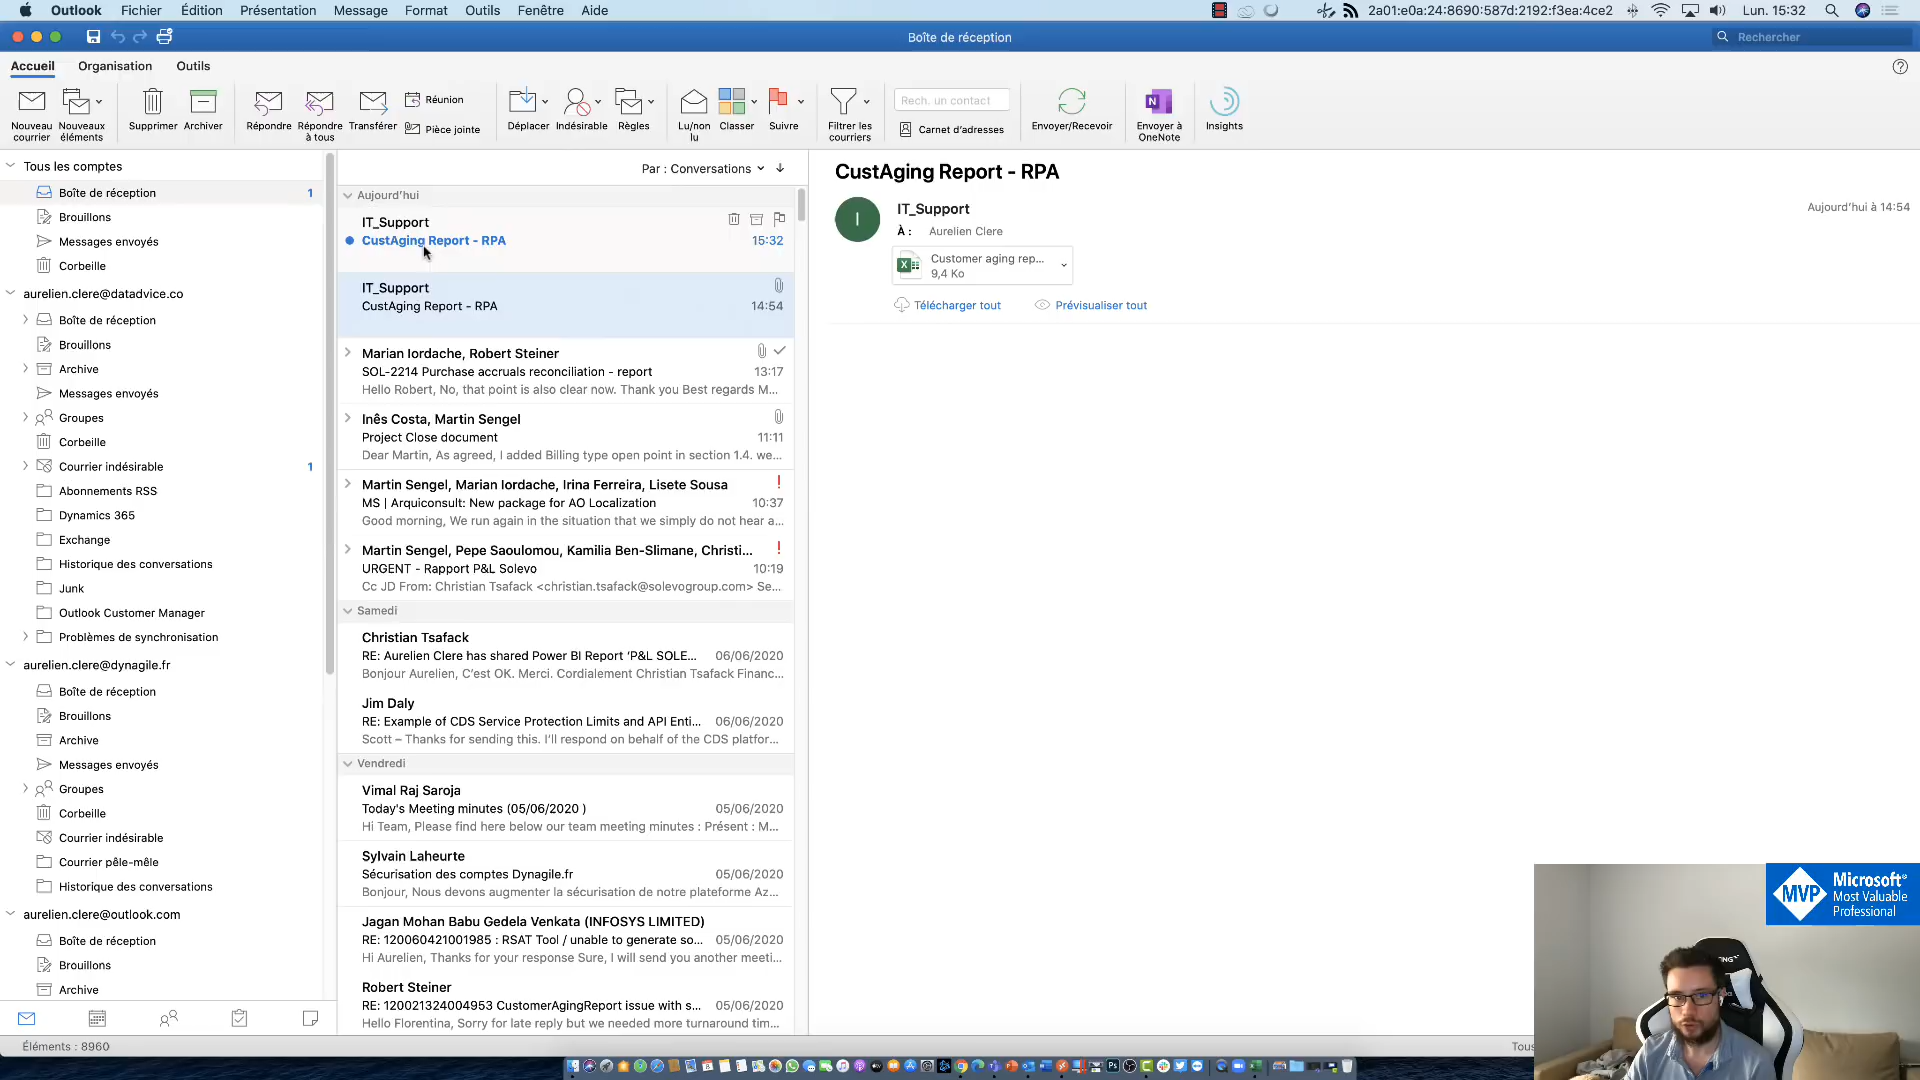 Outlook Fichier Édition Présentation Message Format Outils Fenêtre Aide
2a01:e0a:24:8690:587d:2192:f3ea:4ce2 Lun. 15:32
Boîte de réception
Rechercher
Accueil Organisation Outils
Nouveau courrier
Nouveaux éléments
Supprimer
Archiver
Répondre
Répondre à tous
Transférer
Réunion
Pièce jointe
Déplacer
Indésirable
Règles
Lu/non lu
Classer
Suivre
Filtrer les courriers
Rech. un contact
Carnet d'adresses
Envoyer/Recevoir
Envoyer à OneNote
Insights
Tous les comptes
Boîte de réception 1
Brouillons
Messages envoyés
Corbeille
aurelien.clere@datadvice.co
Boîte de réception
Brouillons
Archive
Messages envoyés
Groupes
Corbeille
Courrier indésirable 1
Abonnements RSS
Dynamics 365
Exchange
Historique des conversations
Junk
Outlook Customer Manager
Problèmes de synchronisation
aurelien.clere@dynagile.fr
Boîte de réception
Brouillons
Archive
Messages envoyés
Groupes
Corbeille
Courrier indésirable
Courrier pêle-mêle
Historique des conversations
aurelien.clere@outlook.com
Boîte de réception
Brouillons
Archive
Éléments : 8960
Par : Conversations
Aujourd'hui
IT_Support
CustAging Report - RPA 15:32
IT_Support
CustAging Report - RPA 14:54
Marian Iordache, Robert Steiner
SOL-2214 Purchase accruals reconciliation - report 13:17
Hello Robert, No, that point is also clear now. Thank you Best regards M...
Inês Costa, Martin Sengel
Project Close document 11:11
Dear Martin, As agreed, I added Billing type open point in section 1.4. we...
Martin Sengel, Marian Iordache, Irina Ferreira, Lisete Sousa
MS | Arquiconsult: New package for AO Localization 10:37
Good morning, We run again in the situation that we simply do not hear a...
Martin Sengel, Pepe Saoulomou, Kamilia Ben-Slimane, Christi...
URGENT - Rapport P&L Solevo 10:19
Cc JD From: Christian Tsafack <christian.tsafack@solevogroup.com> Se...
Samedi
Christian Tsafack
RE: Aurelien Clere has shared Power BI Report 'P&L SOLE... 06/06/2020
Bonjour Aurelien, C'est OK. Merci. Cordialement Christian Tsafack Financ...
Jim Daly
RE: Example of CDS Service Protection Limits and API Enti... 06/06/2020
Scott – Thanks for sending this. I'll respond on behalf of the CDS platfor...
Vendredi
Vimal Raj Saroja
Today's Meeting minutes (05/06/2020 ) 05/06/2020
Hi Team, Please find here below our team meeting minutes : Présent : M...
Sylvain Laheurte
Sécurisation des comptes Dynagile.fr 05/06/2020
Bonjour, Nous devons augmenter la sécurisation de notre plateforme Az...
Jagan Mohan Babu Gedela Venkata (INFOSYS LIMITED)
RE: 120060421001985 : RSAT Tool / unable to generate so... 05/06/2020
Hi Aurelien, Thanks for your response Sure, I will send you another meeti...
Robert Steiner
RE: 120021324004953 CustomerAgingReport issue with s... 05/06/2020
Hello Florentina, Sorry for late reply but we needed more turnaround tim...
CustAging Report - RPA
I
IT_Support
Aujourd'hui à 14:54
À : Aurelien Clere
Customer aging rep...
9,4 Ko
Télécharger tout Prévisualiser tout
Tous
MVP
Microsoft®
Most Valuable
Professional